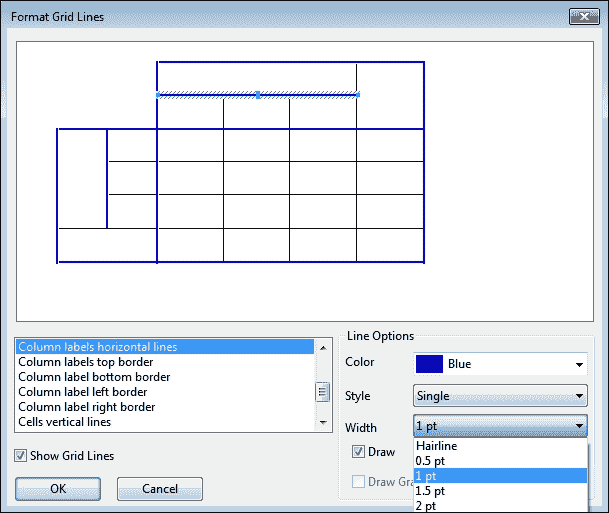 Format Grid Lines
Column labels horizontal lines
Column labels top border
Column label bottom border
Column label left border
Column label right border
Cells vertical lines
Show Grid Lines
OK
Cancel
Line Options
Color
Blue
Style
Single
Width
1 pt
Draw
Draw Gra
Hairline
0.5 pt
1 pt
1.5 pt
2 pt